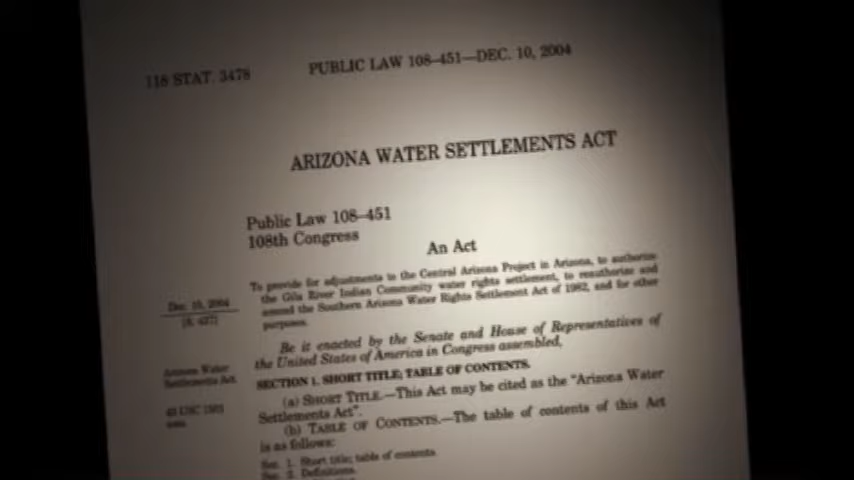 118 STAT. 3478
PUBLIC LAW 108–451—DEC. 10, 2004
ARIZONA WATER SETTLEMENTS ACT
Public Law 108–451
108th Congress
An Act
To provide for adjustments to the Central Arizona Project in Arizona, to authorize
the Gila River Indian Community water rights settlement, to reauthorize and
amend the Southern Arizona Water Rights Settlement Act of 1982, and for other
purposes.
Dec. 10, 2004
[S. 437]
Be it enacted by the Senate and House of Representatives of
the United States of America in Congress assembled,
Arizona Water
Settlements Act.
SECTION 1. SHORT TITLE; TABLE OF CONTENTS.
(a) SHORT TITLE.—This Act may be cited as the “Arizona Water
Settlements Act”.
43 USC 1501
note.
(b) TABLE OF CONTENTS.—The table of contents of this Act
is as follows:
Sec. 1. Short title; table of contents.
Sec. 2. Definitions.